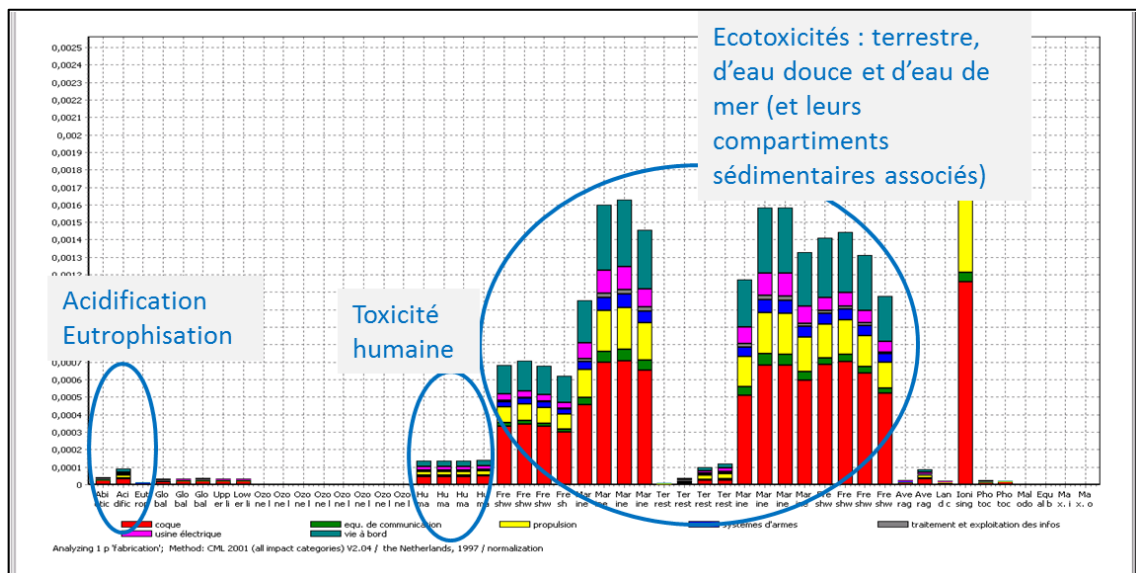 Ecotoxicités : terrestre,
d'eau douce et d'eau de
mer (et leurs
compartiments
sédimentaires associés)
Acidification
Eutrophisation
Toxicité
humaine
0,0025
0,0024
0,0023
0,0022
0,0021
0,002
0,0019
0,0018
0,0017
0,0016
0,0015
0,0014
0,0013
0,0012
0,0007
0,0006
0,0005
0,0004
0,0003
0,0002
0,0001
0
Abi Aci Eut Glo Glo Glo Upp Low Ozo Ozo Ozo Ozo Ozo Ozo Ozo Ozo Hu Hu Hu Hu Fre Fre Fre Fre Mar Mar Mar Mar Ter Ter Ter Ter Mar Mar Mar Mar Fre Fre Fre Fre Ave Ave Lan Ioni Pho Pho Mal Equ Ma Ma
otic dific rop bal bal bal er li er li ne l ne l ne l ne l ne l ne l ne l ne l ma ma ma ma shw shw shw sh ine ine ine ine rest rest rest rest ine ine ine ine shw shw shw shw rag rag d c sing toc toc odo al b x. i x. o
coque equ. de communication propulsion systèmes d'armes traitement et exploitation des infos
usine électrique vie à bord
Analyzing 1 p 'fabrication'; Method: CML 2001 (all impact categories) V2.04 / the Netherlands, 1997 / normalization